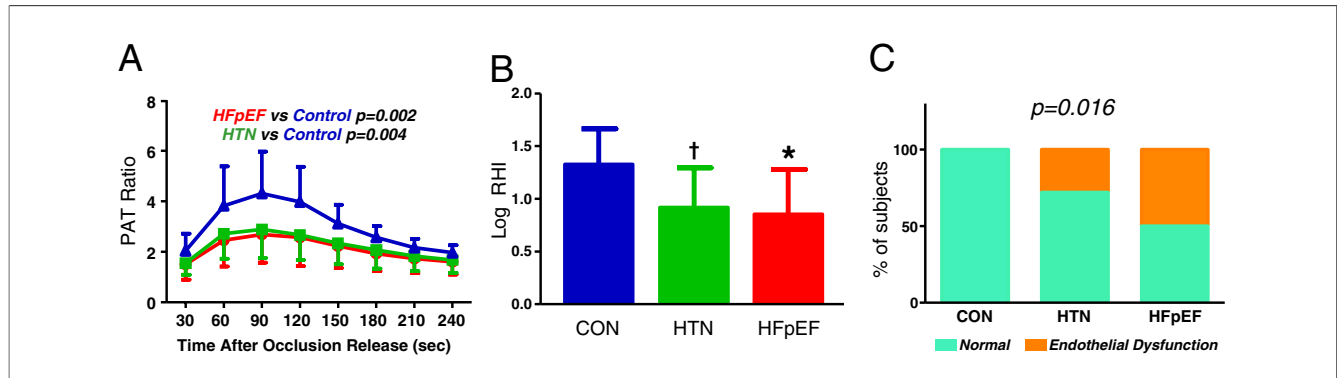 A
HFpEF vs Control p=0.002
HTN vs Control p=0.004
PAT Ratio
8
6
4
2
0
30 60 90 120 150 180 210 240
Time After Occlusion Release (sec)
B
Log RHI
2.0
1.5
1.0
0.5
0.0
† *
CON HTN HFpEF
C
p=0.016
% of subjects
100
50
0
CON HTN HFpEF
Normal Endothelial Dysfunction